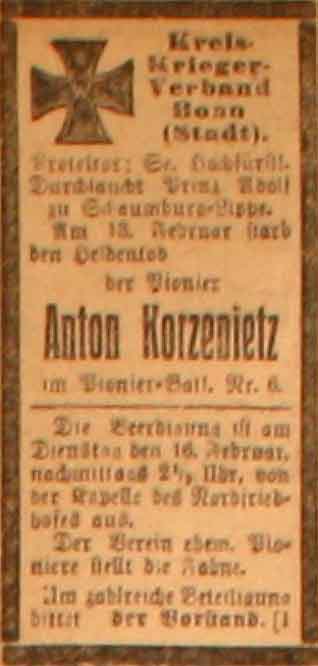 Kreis-
Krieger-
Verband
Bonn
(Stadt).
Protektor: Se. Hochfürstl.
Durchlaucht Prinz Adolf
zu Schaumburg-Lippe.
Am 13. Februar starb
den Heldentod
der Pionier
Anton Korzenietz
im Pionier-Batl. Nr. 6.
Die Beerdigung ist am
Dienstag den 16. Februar,
nachmittags 2½ Uhr, von
der Kapelle des Nordfried-
hofes aus.
Der Verein ehem. Pio-
niere stellt die Fahne.
Um zahlreiche Beteiligung
bittet der Vorstand. [1